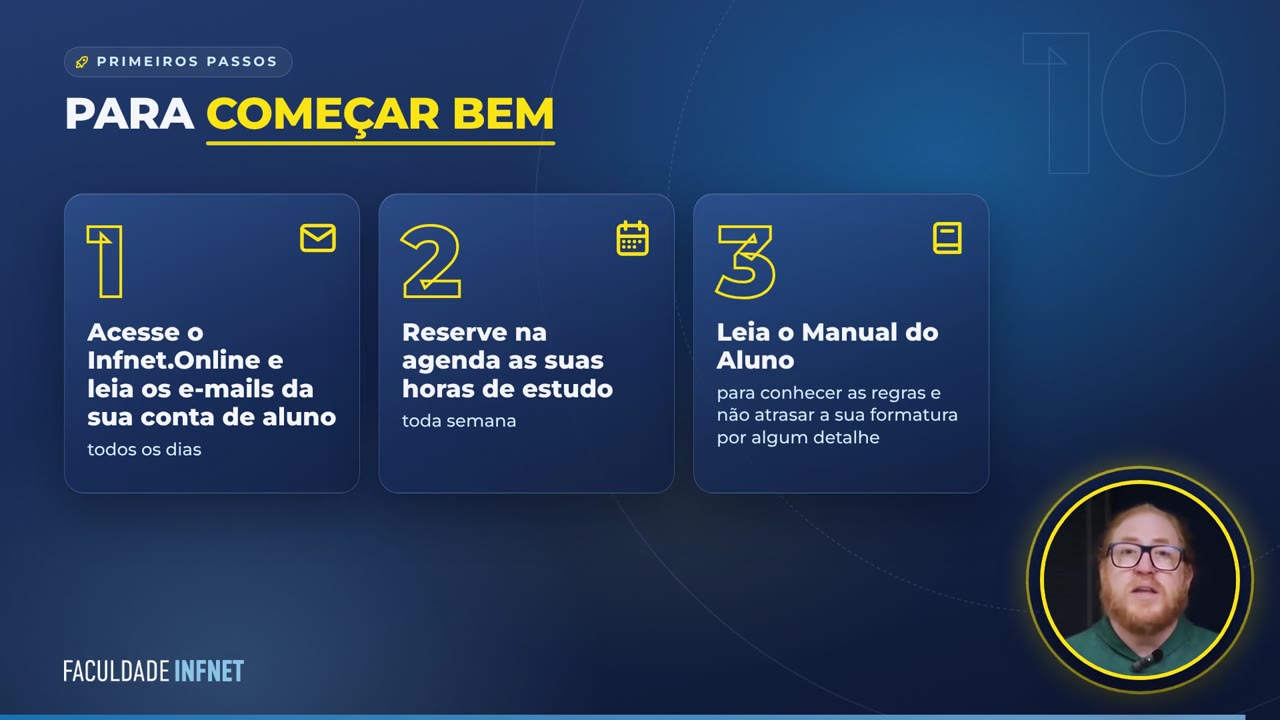 PRIMEIROS PASSOS
10
PARA COMEÇAR BEM
1
Acesse o
Infnet.Online e
leia os e-mails da
sua conta de aluno
todos os dias
2
Reserve na
agenda as suas
horas de estudo
toda semana
3
Leia o Manual do
Aluno
para conhecer as regras e
não atrasar a sua formatura
por algum detalhe
FACULDADE INFNET